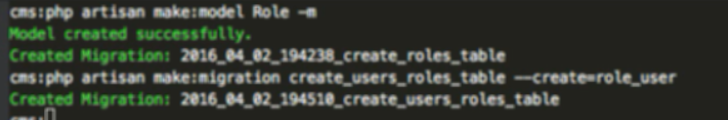 cms:php artisan make:model Role -m
Model created successfully.
Created Migration: 2016_04_02_194238_create_roles_table
cms:php artisan make:migration create_users_roles_table --create=role_user
Created Migration: 2016_04_02_194510_create_users_roles_table
cms: